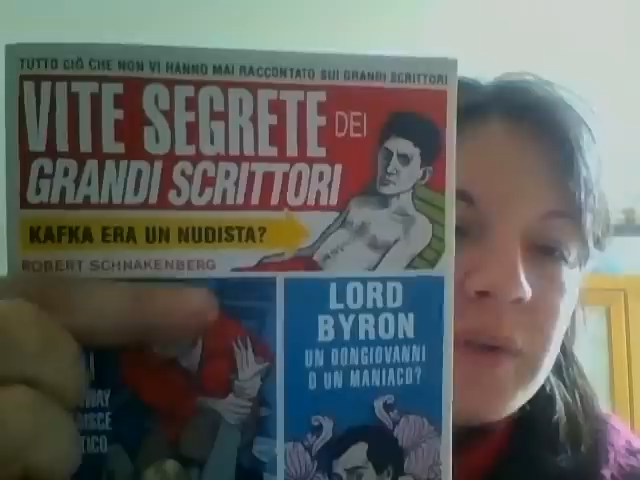 TUTTO CIÒ CHE NON VI HANNO MAI RACCONTATO SUI GRANDI SCRITTORI
VITE SEGRETE DEI
GRANDI SCRITTORI
KAFKA ERA UN NUDISTA?
ROBERT SCHNAKENBERG
LORD
BYRON
UN DONGIOVANNI
O UN MANIACO?